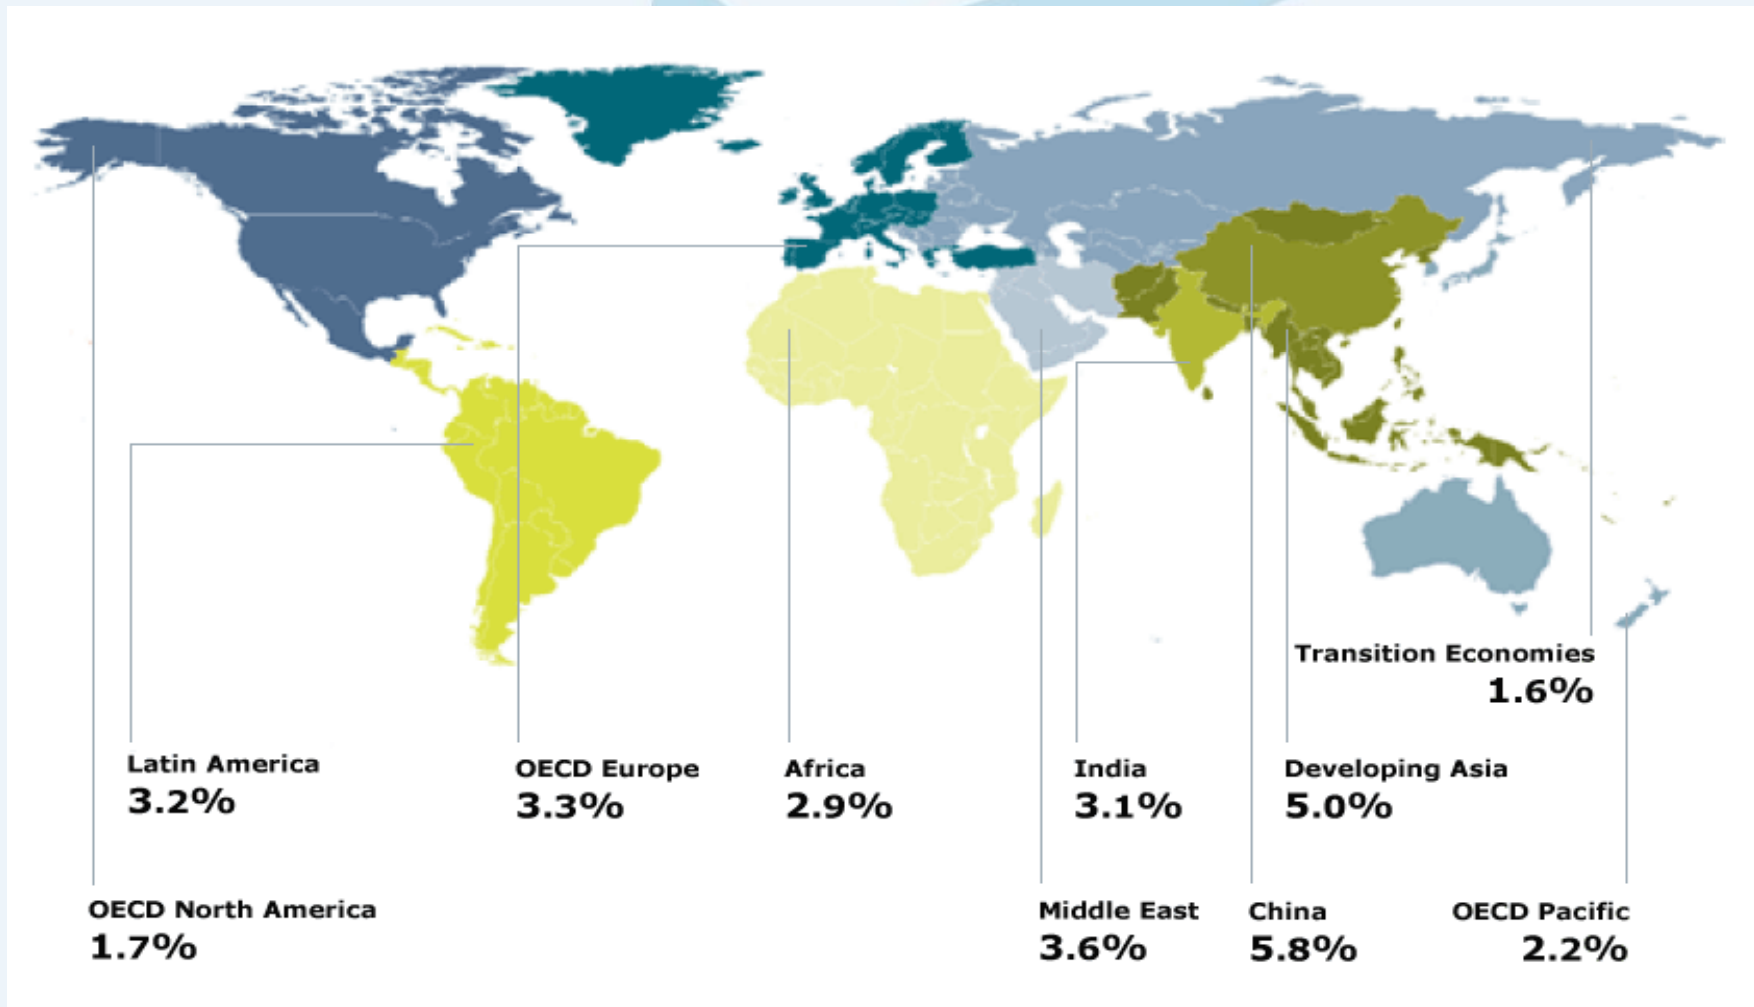 Transition Economies
1.6%
Latin America
3.2%
OECD Europe
3.3%
Africa
2.9%
India
3.1%
Developing Asia
5.0%
OECD North America
1.7%
Middle East
3.6%
China
5.8%
OECD Pacific
2.2%